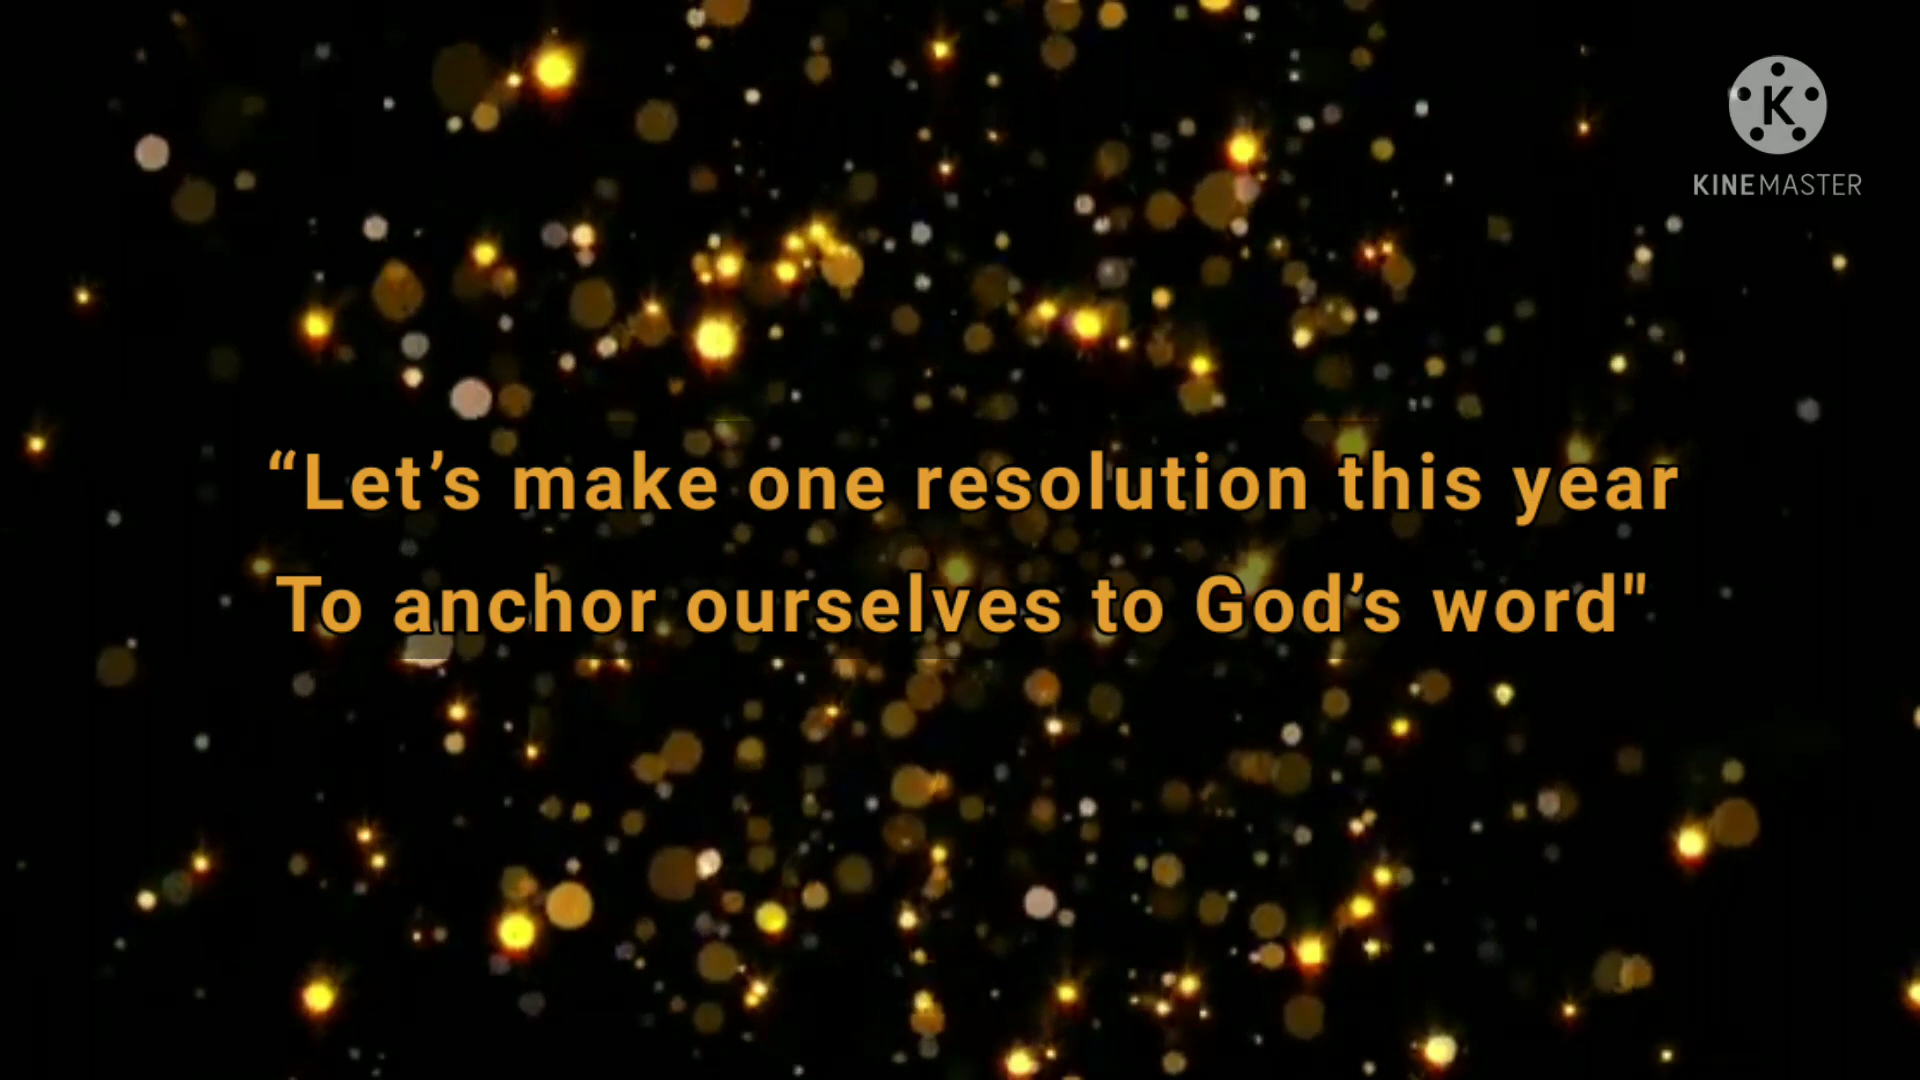 K
KINEMASTER
“Let’s make one resolution this year
To anchor ourselves to God’s word"